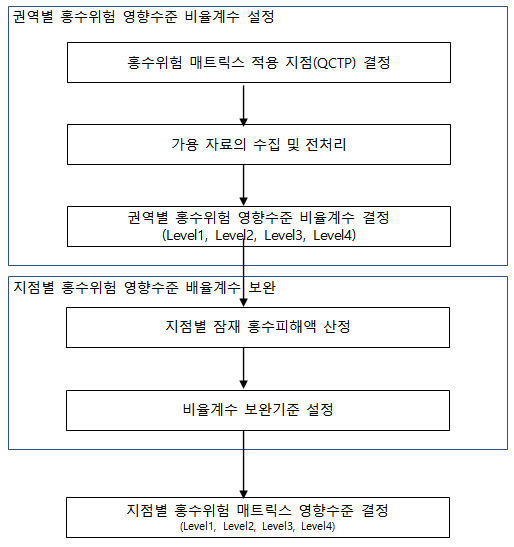 권역별 홍수위험 영향수준 비율계수 설정
홍수위험 매트릭스 적용 지점(QCTP) 결정
가용 자료의 수집 및 전처리
권역별 홍수위험 영향수준 비율계수 결정
(Level1, Level2, Level3, Level4)
지점별 홍수위험 영향수준 배율계수 보완
지점별 잠재 홍수피해액 산정
비율계수 보완기준 설정
지점별 홍수위험 매트릭스 영향수준 결정
(Level1, Level2, Level3, Level4)